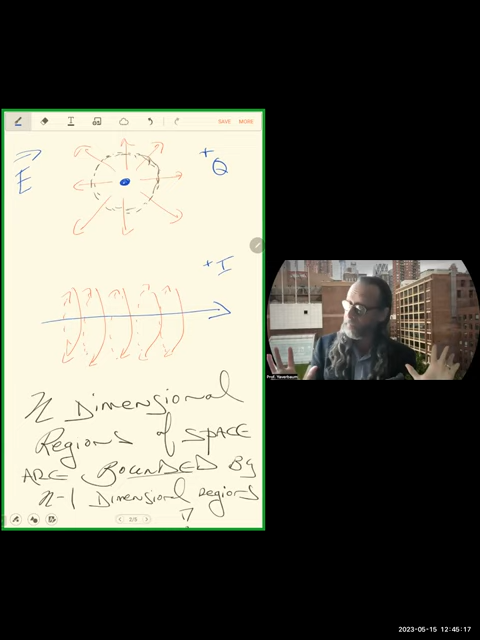 T
SAVE MORE
E
+Q
+I
n Dimensional
Regions of SPACE
ARE BOUNDED BY
n-1 Dimensional regions
2/5
Prof. Yaverbaum
2023-05-15 12:45:17